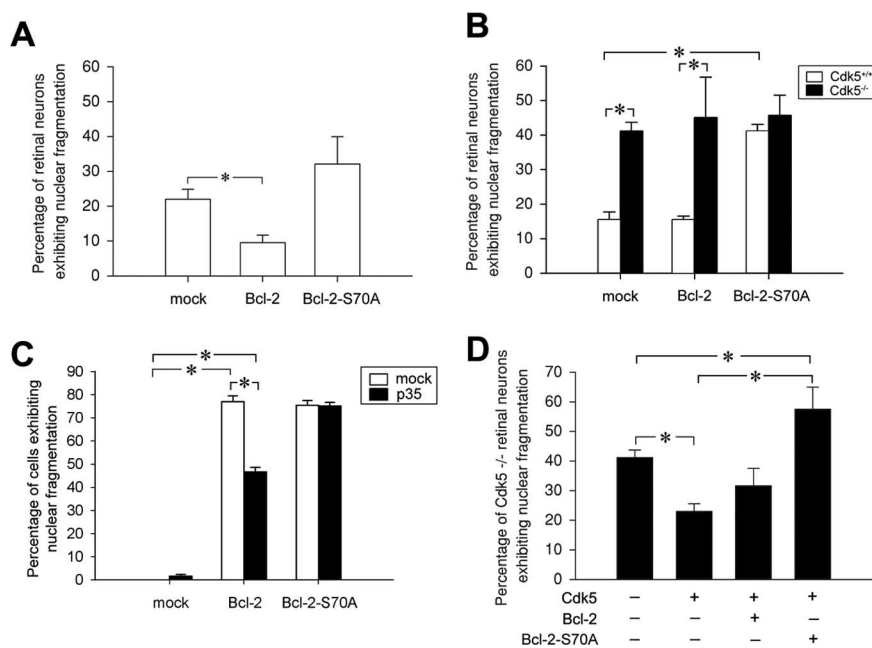 A
Percentage of retinal neurons
exhibiting nuclear fragmentation
60
50
40
30
20
10
0
*
mock Bcl-2 Bcl-2-S70A
B
Percentage of retinal neurons
exhibiting nuclear fragmentation
60
50
40
30
20
10
0
*
*
*
Cdk5+/+
Cdk5-/-
mock Bcl-2 Bcl-2-S70A
C
Percentage of cells exhibiting
nuclear fragmentation
90
80
70
60
50
40
30
20
10
0
*
*
*
mock
p35
mock Bcl-2 Bcl-2-S70A
D
Percentage of Cdk5 -/- retinal neurons
exhibiting nuclear fragmentation
70
60
50
40
30
20
10
0
*
*
*
Cdk5 – + + +
Bcl-2 – – + –
Bcl-2-S70A – – – +